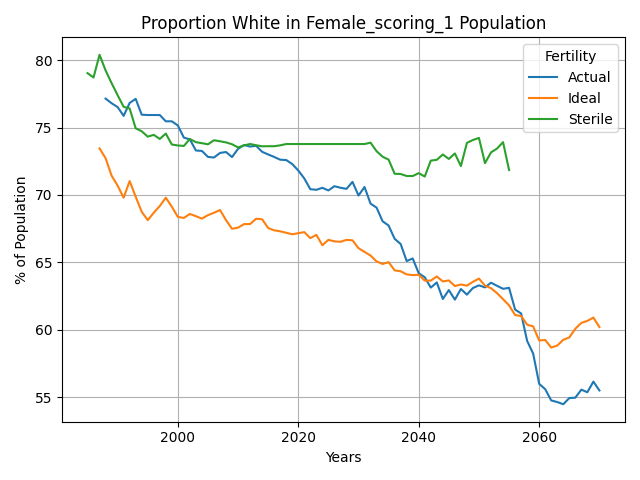 Proportion White in Female_scoring_1 Population
% of Population
80
75
70
65
60
55
Fertility
Actual
Ideal
Sterile
2000
2020
2040
2060
Years